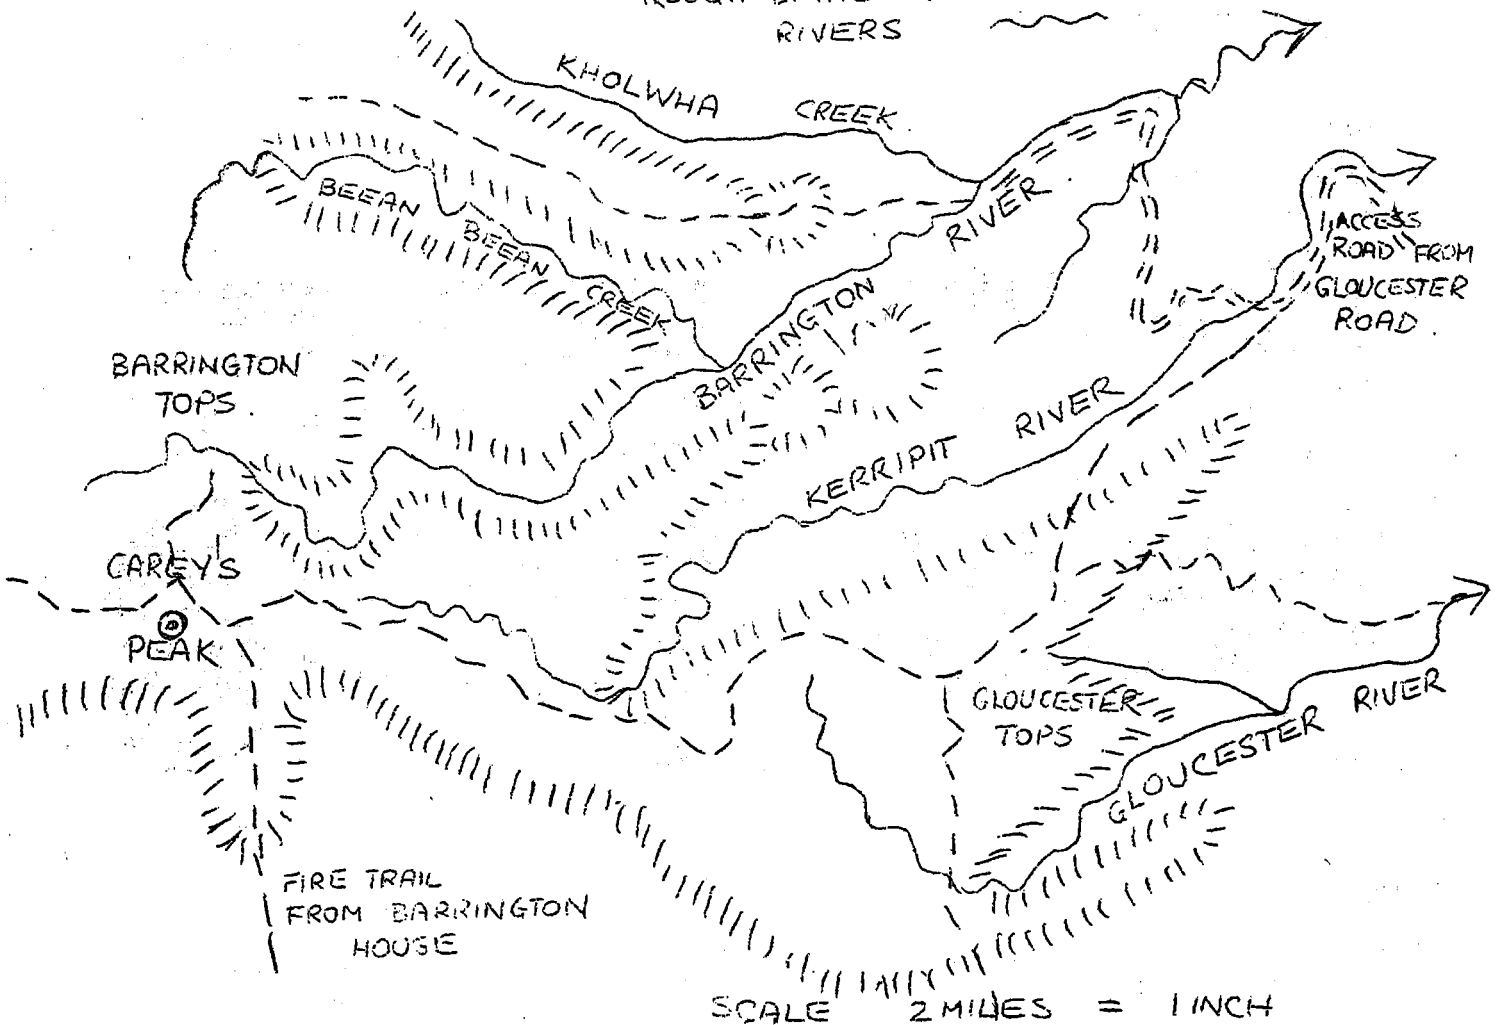 RIVERS
KHOLWHA CREEK
BEEAN BEEAN CREEK
BARRINGTON RIVER
ACCESS
ROAD FROM
GLOUCESTER
ROAD.
BARRINGTON
TOPS.
KERRIPIT RIVER
CAREY'S
PEAK
GLOUCESTER
TOPS
GLOUCESTER RIVER
FIRE TRAIL
FROM BARRINGTON
HOUSE
SCALE 2 MILES = 1 INCH